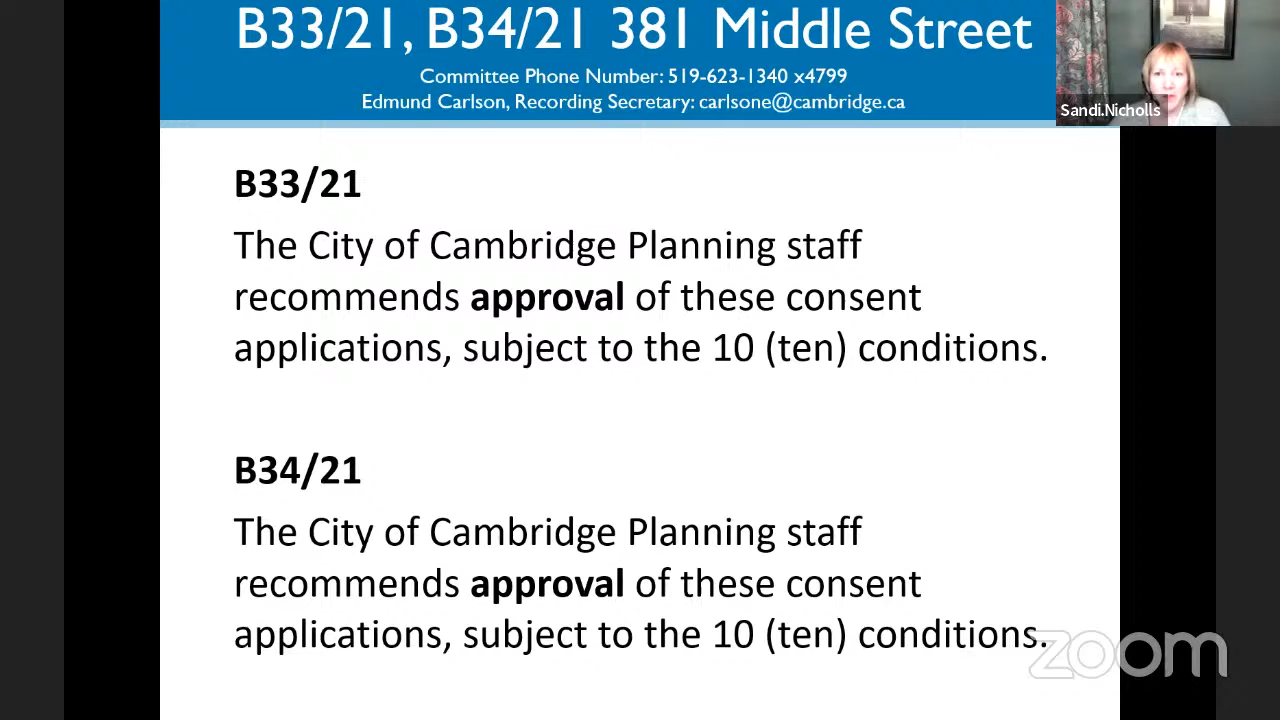 B33/21, B34/21 381 Middle Street
Committee Phone Number: 519-623-1340 x4799
Edmund Carlson, Recording Secretary: carlsone@cambridge.ca
Sandi.Nicholls
B33/21
The City of Cambridge Planning staff
recommends approval of these consent
applications, subject to the 10 (ten) conditions.
B34/21
The City of Cambridge Planning staff
recommends approval of these consent
applications, subject to the 10 (ten) conditions.
zoom